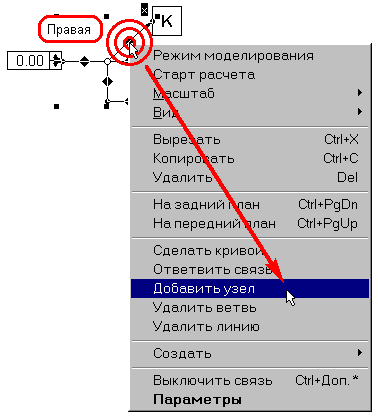 Правая
K
0.00
Режим моделирования
Старт расчета
Масштаб
Вид
Вырезать Ctrl+X
Копировать Ctrl+C
Удалить Del
На задний план Ctrl+PgDn
На передний план Ctrl+PgUp
Сделать кривой
Ответвить связь
Добавить узел
Удалить ветвь
Удалить линию
Создать
Выключить связь Ctrl+Доп.*
Параметры